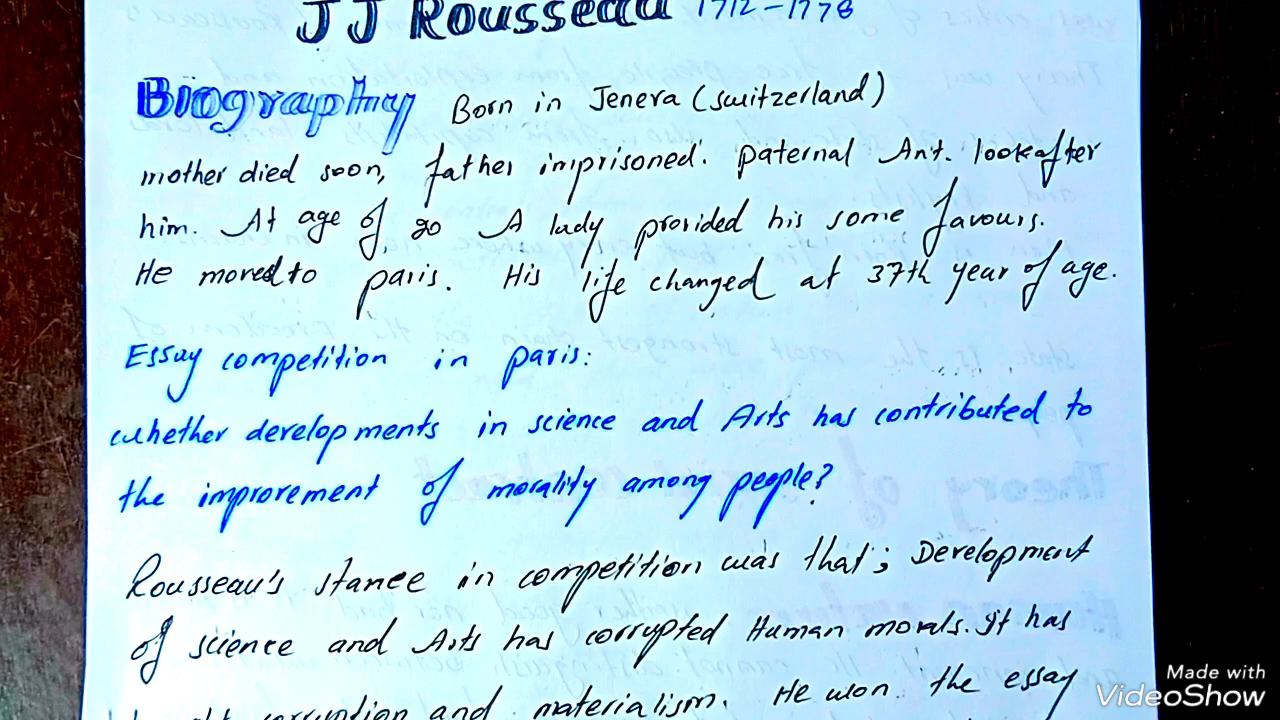 J J Rousseau 1712-1778
Biography Born in Jenera (switzerland)
mother died soon, father imprisoned. paternal Ant. lookafter
him. At age of 20 A lady provided his some favours.
He moved to paris. His life changed at 37th year of age.
Essay competition in paris:
whether developments in science and Arts has contributed to
the improvement of morality among people?
Rousseau's stance in competition was that; Development
of science and Arts has corrupted Human morals. It has
corruption and materialism. He won the essay
Made with
VideoShow